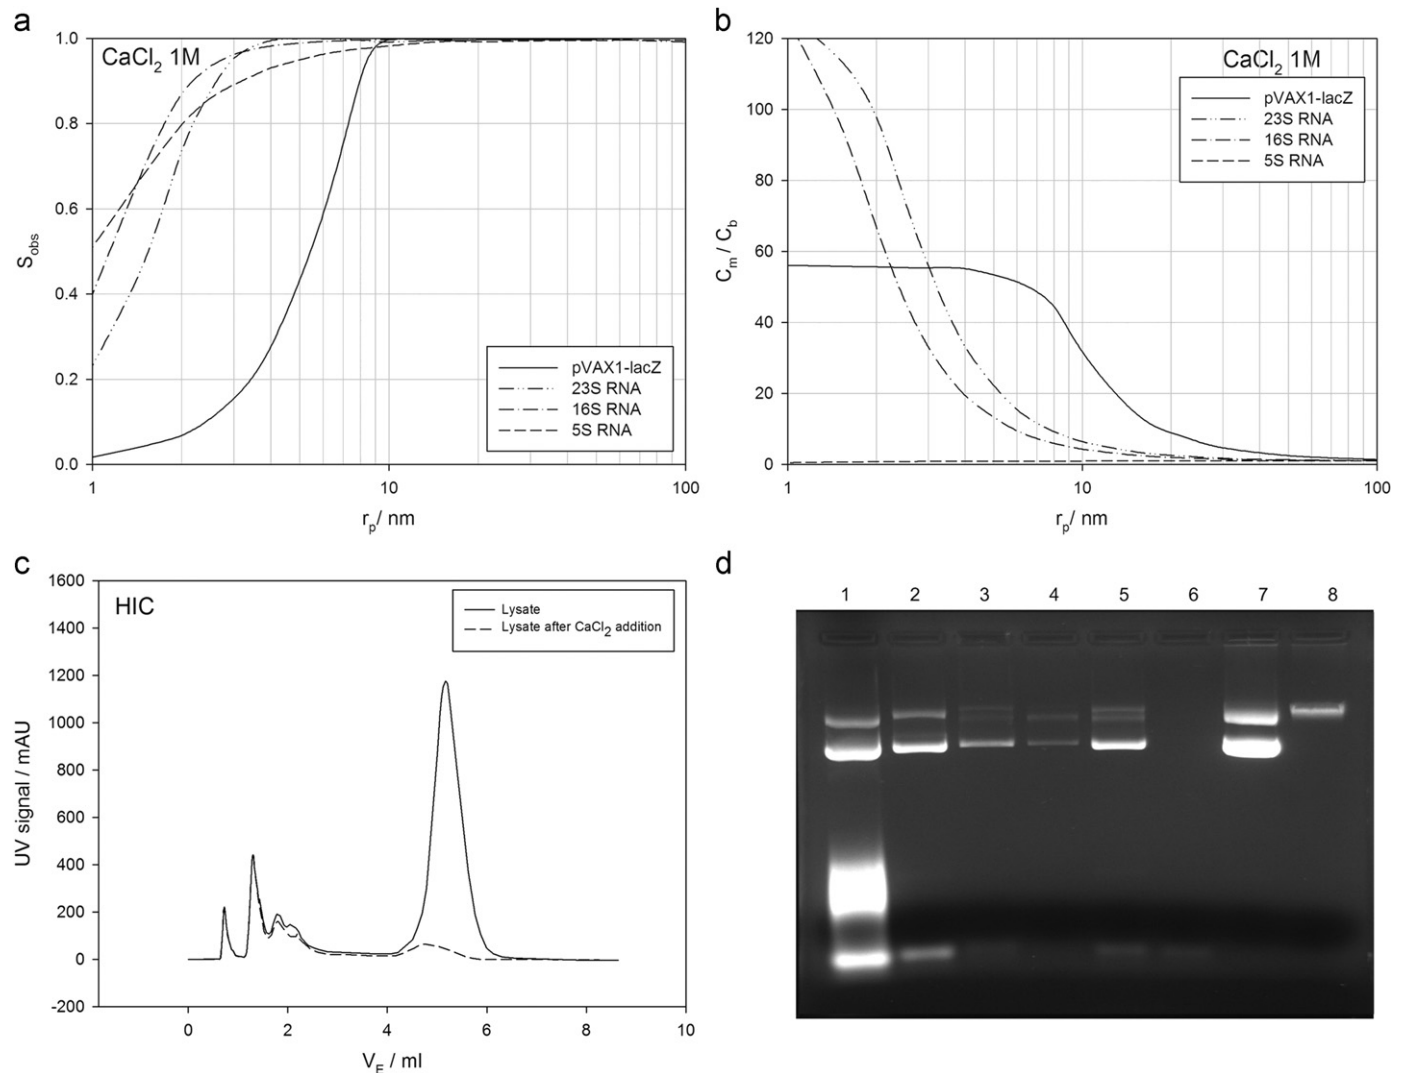 a
CaCl2 1M
1.0
0.8
0.6
0.4
0.2
0.0
Sobs
pVAX1-lacZ
23S RNA
16S RNA
5S RNA
1 10 100
rp/ nm
b
CaCl2 1M
120
100
80
60
40
20
0
Cm / Cb
pVAX1-lacZ
23S RNA
16S RNA
5S RNA
1 10 100
rp/ nm
c
HIC
1600
1400
1200
1000
800
600
400
200
0
-200
UV signal / mAU
Lysate
Lysate after CaCl2 addition
0 2 4 6 8 10
VE / ml
d
1 2 3 4 5 6 7 8